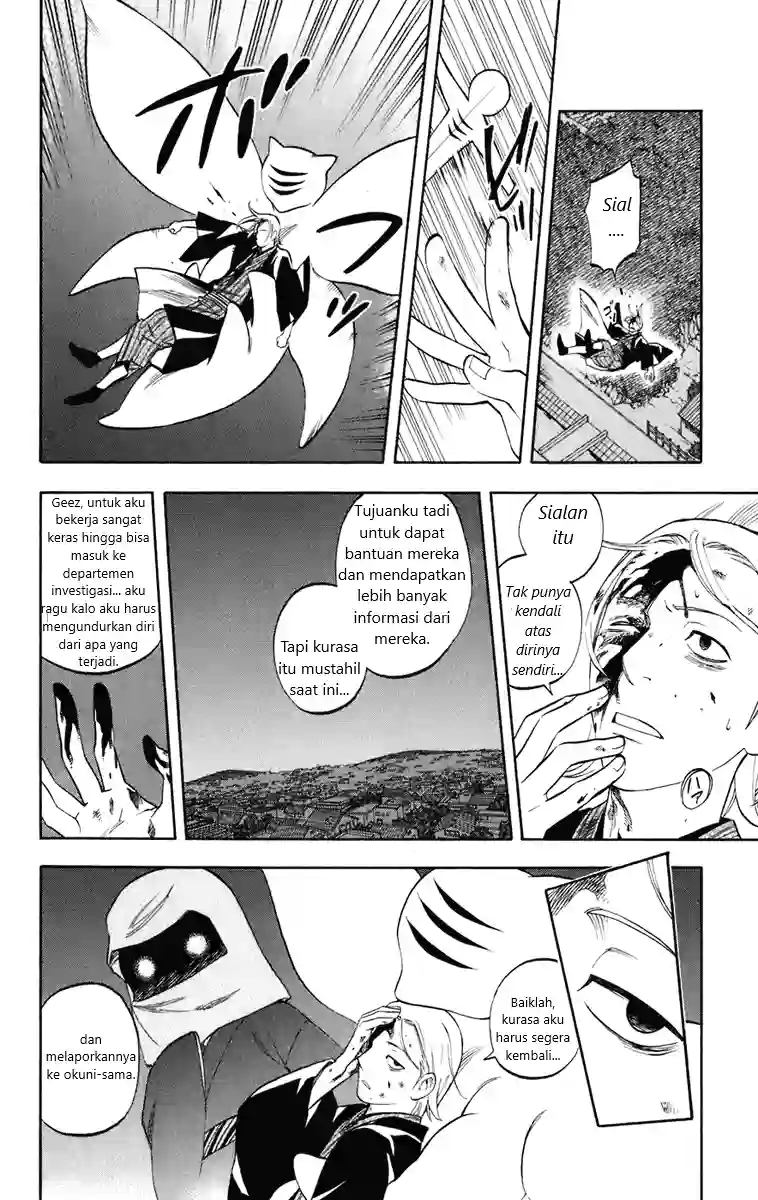 Sial
....
Sialan
itu
Tak punya
kendali
atas
dirinya
sendiri...
Tujuanku tadi
untuk dapat
bantuan mereka
dan mendapatkan
lebih banyak
informasi dari
mereka.
Tapi kurasa
itu mustahil
saat ini...
Geez, untuk aku
bekerja sangat
keras hingga bisa
masuk ke
departemen
investigasi... aku
ragu kalo aku harus
mengundurkan diri
dari apa yang
terjadi.
Baiklah,
kurasa aku
harus segera
kembali...
dan
melaporkannya
ke okuni-sama.